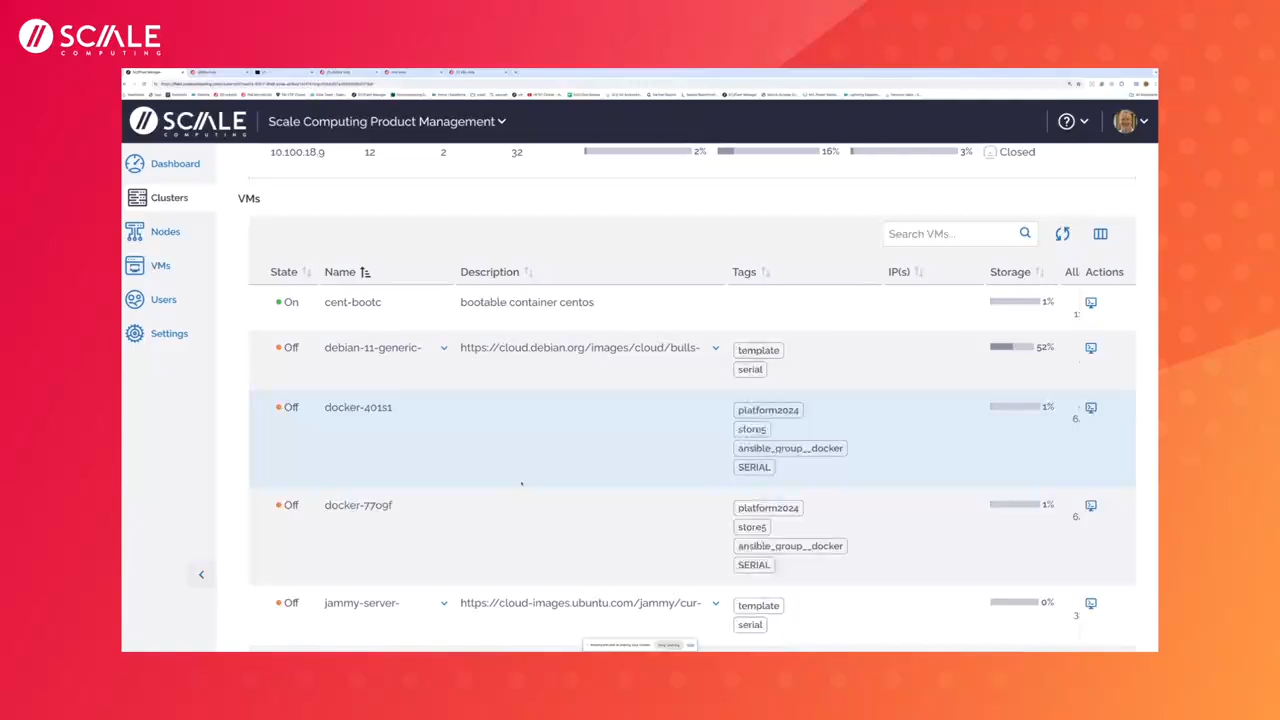 SCALE
COMPUTING
SCALE
COMPUTING
Scale Computing Product Management
10.100.18.9 12 2 32 2% 16% 3% Closed
Dashboard
Clusters
Nodes
VMs
Users
Settings
VMs
Search VMs...
State Name Description Tags IP(s) Storage All Actions
On cent-bootc bootable container centos 1%
Off debian-11-generic- https://cloud.debian.org/images/cloud/bulls- template 52%
serial
Off docker-401s1 platform2024 1%
6.
store5
ansible_group__docker
SERIAL
Off docker-77o9f platform2024 1%
6.
store5
ansible_group__docker
SERIAL
Off jammy-server- https://cloud-images.ubuntu.com/jammy/cur- template 0%
3
serial